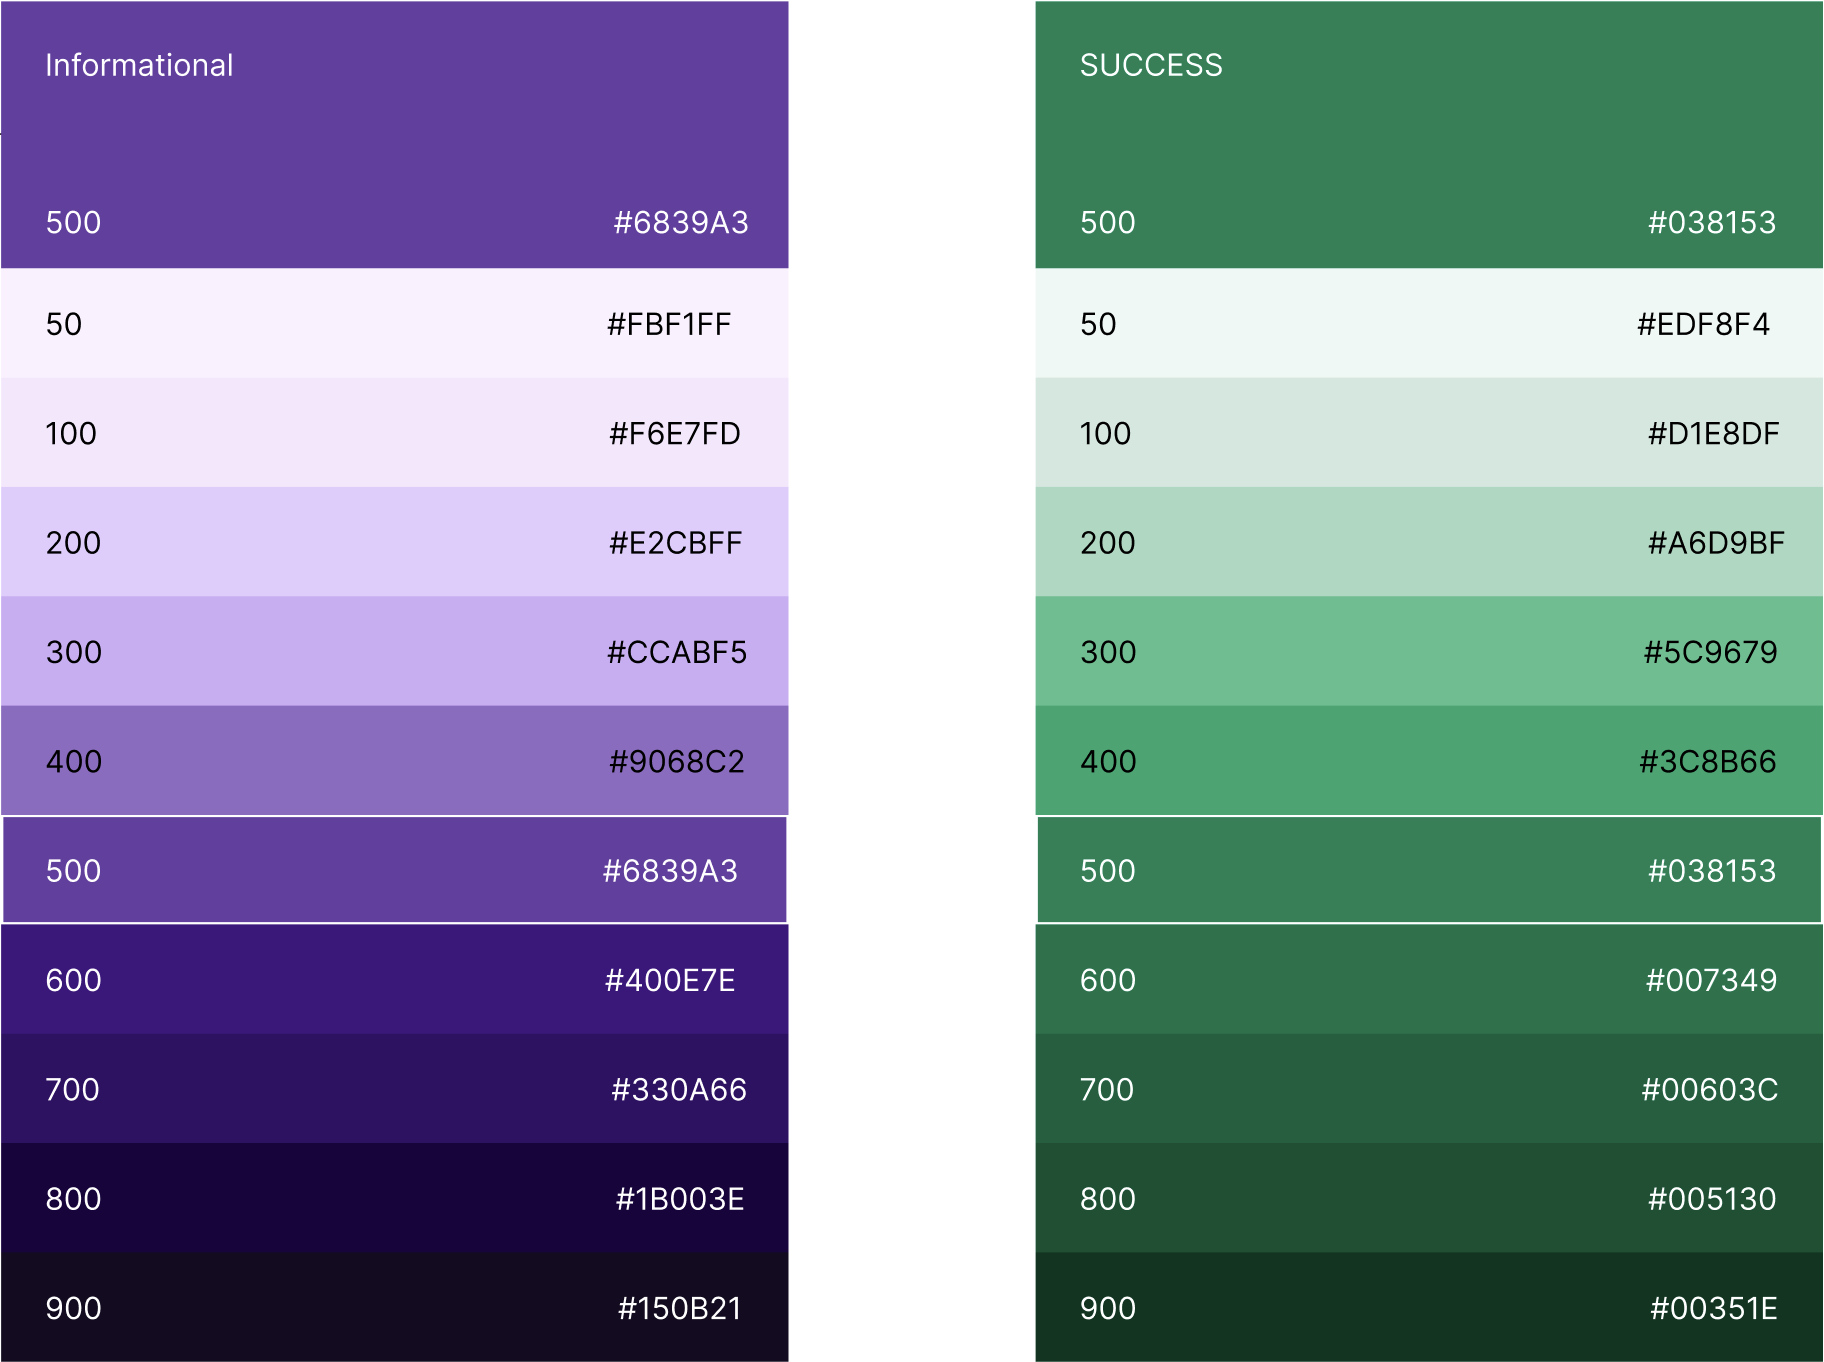 Informational
500 #6839A3
50 #FBF1FF
100 #F6E7FD
200 #E2CBFF
300 #CCABF5
400 #9068C2
500 #6839A3
600 #400E7E
700 #330A66
800 #1B003E
900 #150B21
SUCCESS
500 #038153
50 #EDF8F4
100 #D1E8DF
200 #A6D9BF
300 #5C9679
400 #3C8B66
500 #038153
600 #007349
700 #00603C
800 #005130
900 #00351E